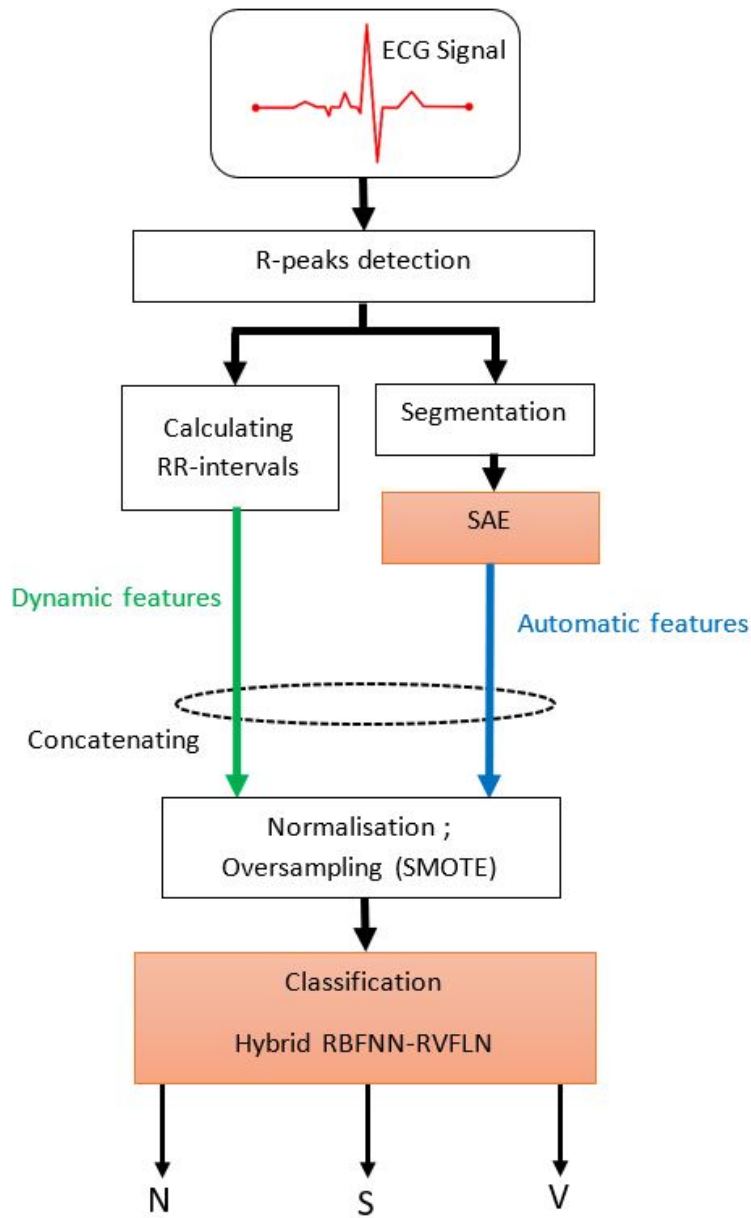 ECG Signal
R-peaks detection
Calculating
RR-intervals
Segmentation
SAE
Dynamic features
Automatic features
Concatenating
Normalisation ;
Oversampling (SMOTE)
Classification
Hybrid RBFNN-RVFLN
N
S
V